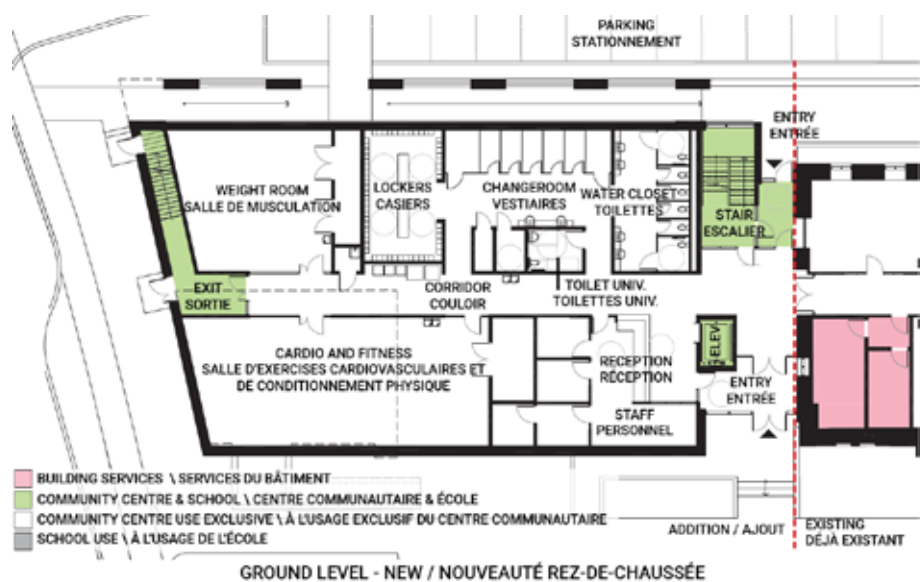 PARKING
STATIONNEMENT
ENTRY
ENTRÉE
WEIGHT ROOM
SALLE DE MUSCULATION
LOCKERS
CASIERS
CHANGEROOM
VESTIAIRES
WATER CLOSET
TOILETTES
STAIR
ESCALIER
EXIT
SORTIE
CORRIDOR
COULOIR
TOILET UNIV.
TOILETTES UNIV.
CARDIO AND FITNESS
SALLE D'EXERCISES CARDIOVASCULAIRES ET
DE CONDITIONNEMENT PHYSIQUE
RECEPTION
RÉCEPTION
ELEV.
ENTRY
ENTRÉE
STAFF
PERSONNEL
BUILDING SERVICES \ SERVICES DU BÂTIMENT
COMMUNITY CENTRE & SCHOOL \ CENTRE COMMUNAUTAIRE & ÉCOLE
COMMUNITY CENTRE USE EXCLUSIVE \ À L'USAGE EXCLUSIF DU CENTRE COMMUNAUTAIRE
SCHOOL USE \ À L'USAGE DE L'ÉCOLE
ADDITION / AJOUT
EXISTING
DÉJÀ EXISTANT
GROUND LEVEL - NEW / NOUVEAUTÉ REZ-DE-CHAUSSÉE